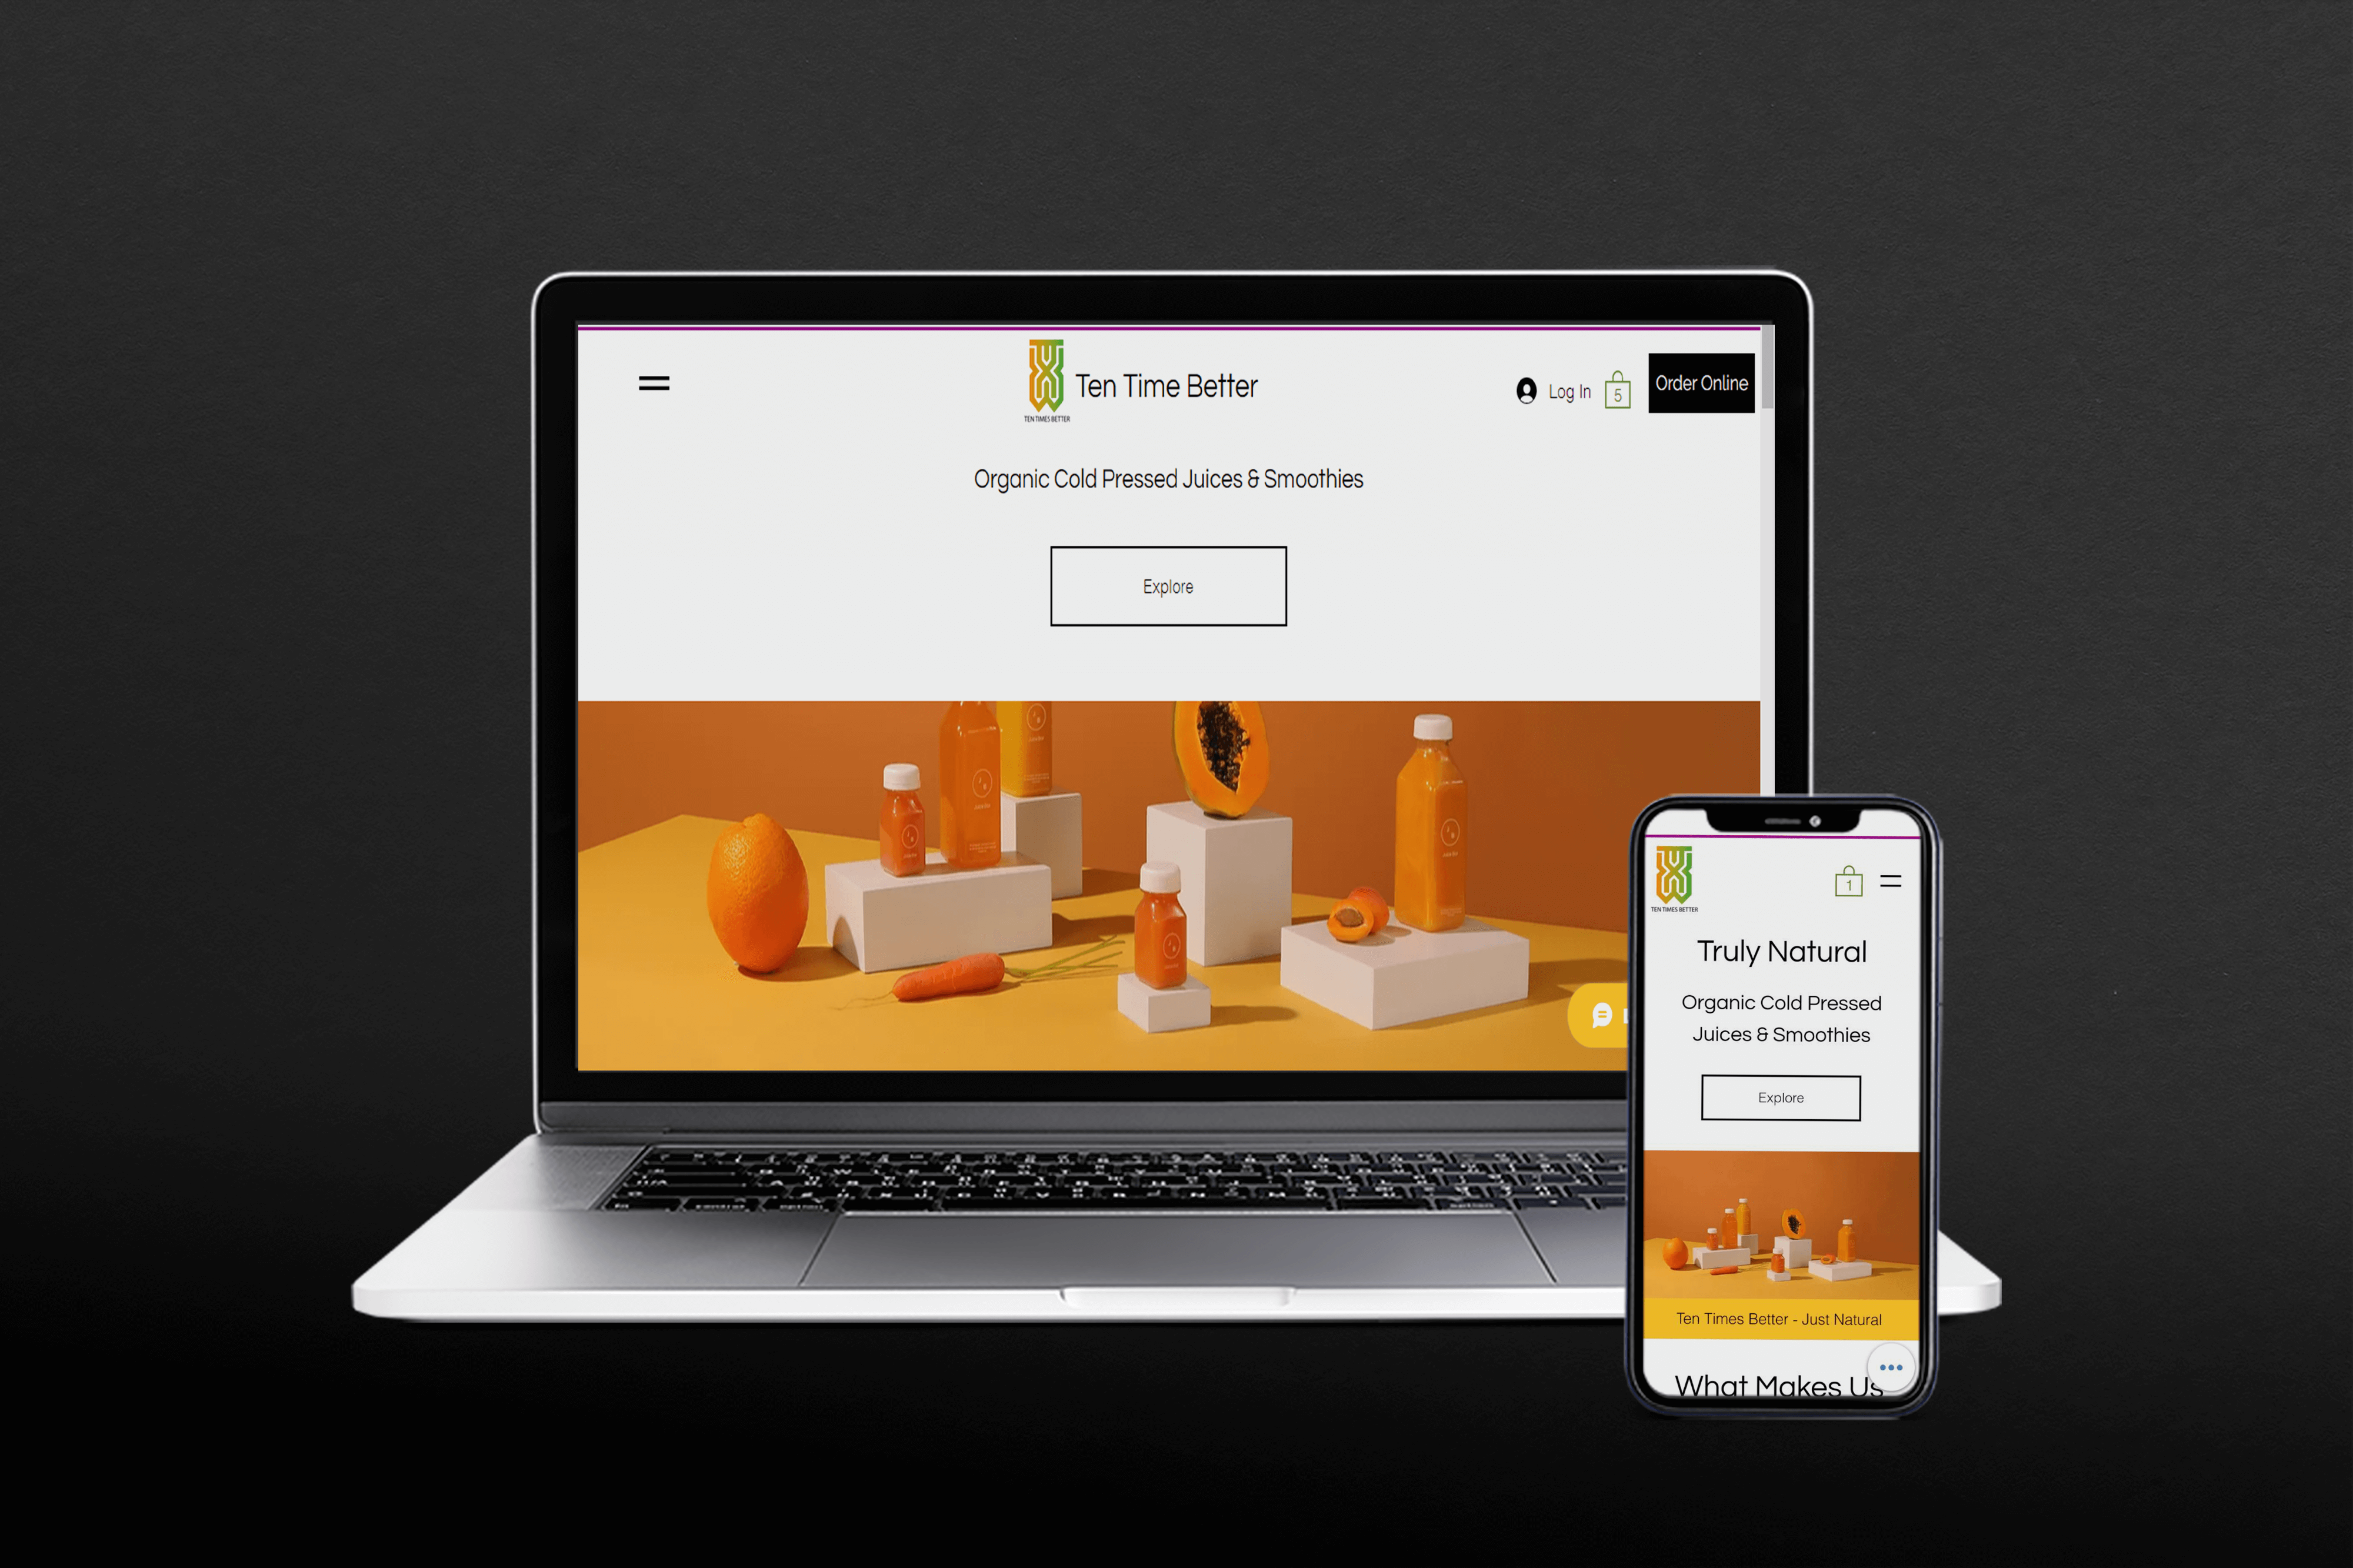 Ten Time Better
TEN TIMES BETTER
Log In
5
Order Online
Organic Cold Pressed Juices & Smoothies
Explore
TEN TIMES BETTER
1
Truly Natural
Organic Cold Pressed
Juices & Smoothies
Explore
Ten Times Better - Just Natural
What Makes Us